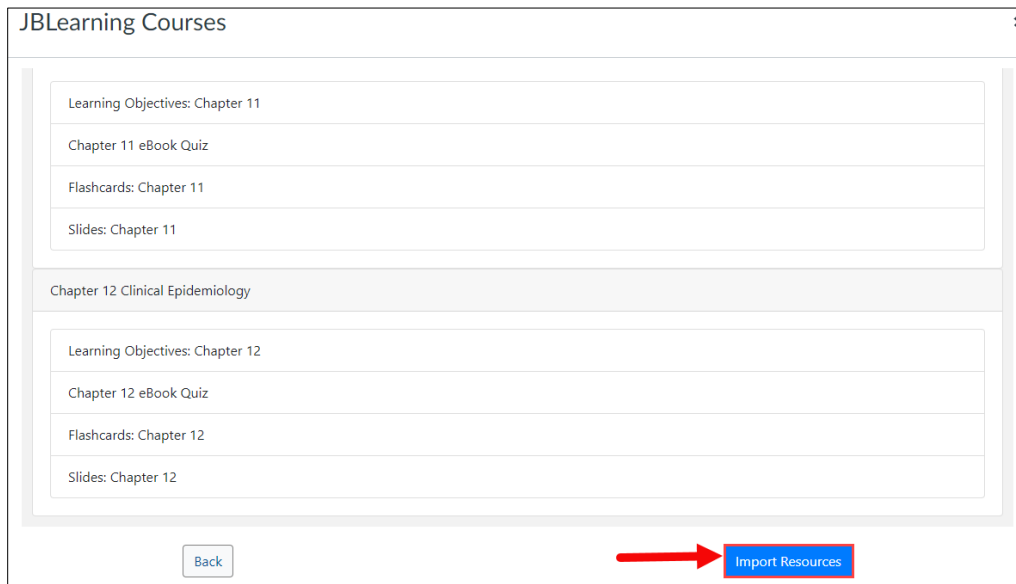 JBLearning Courses
Learning Objectives: Chapter 11
Chapter 11 eBook Quiz
Flashcards: Chapter 11
Slides: Chapter 11
Chapter 12 Clinical Epidemiology
Learning Objectives: Chapter 12
Chapter 12 eBook Quiz
Flashcards: Chapter 12
Slides: Chapter 12
Back
Import Resources